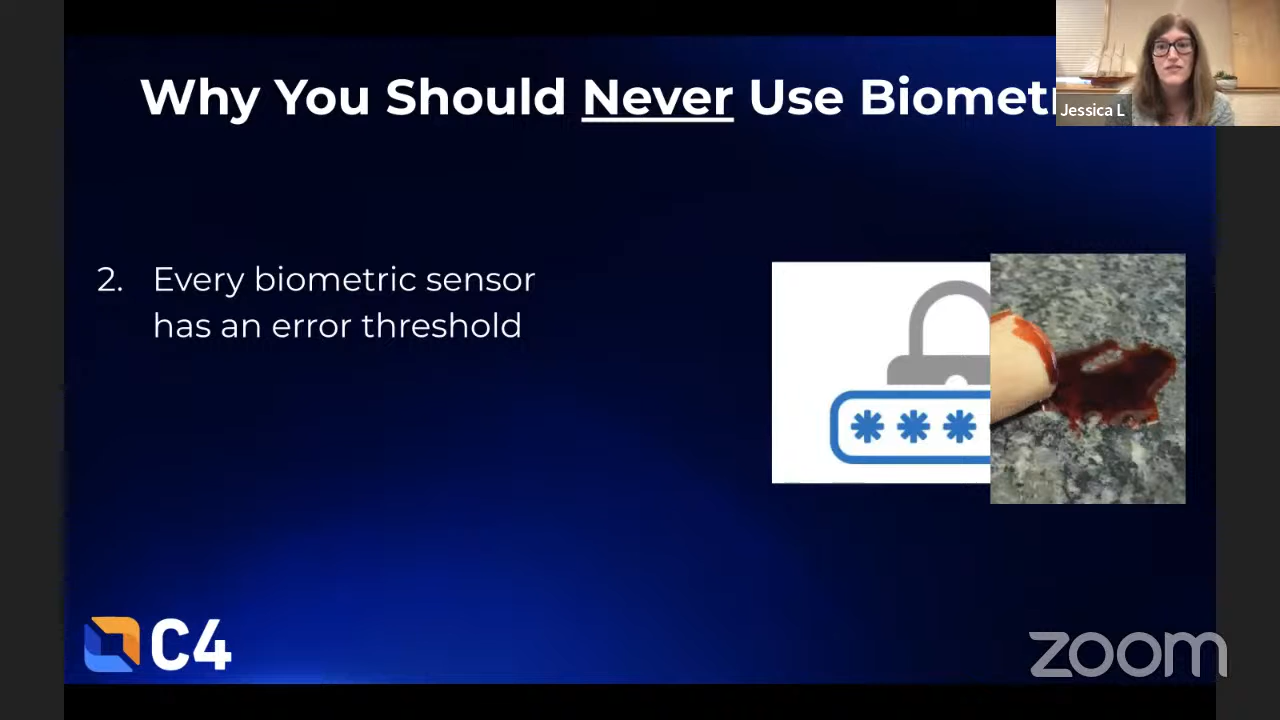 Why You Should Never Use Biomet
Jessica L
2. Every biometric sensor
has an error threshold
***
C4
zoom